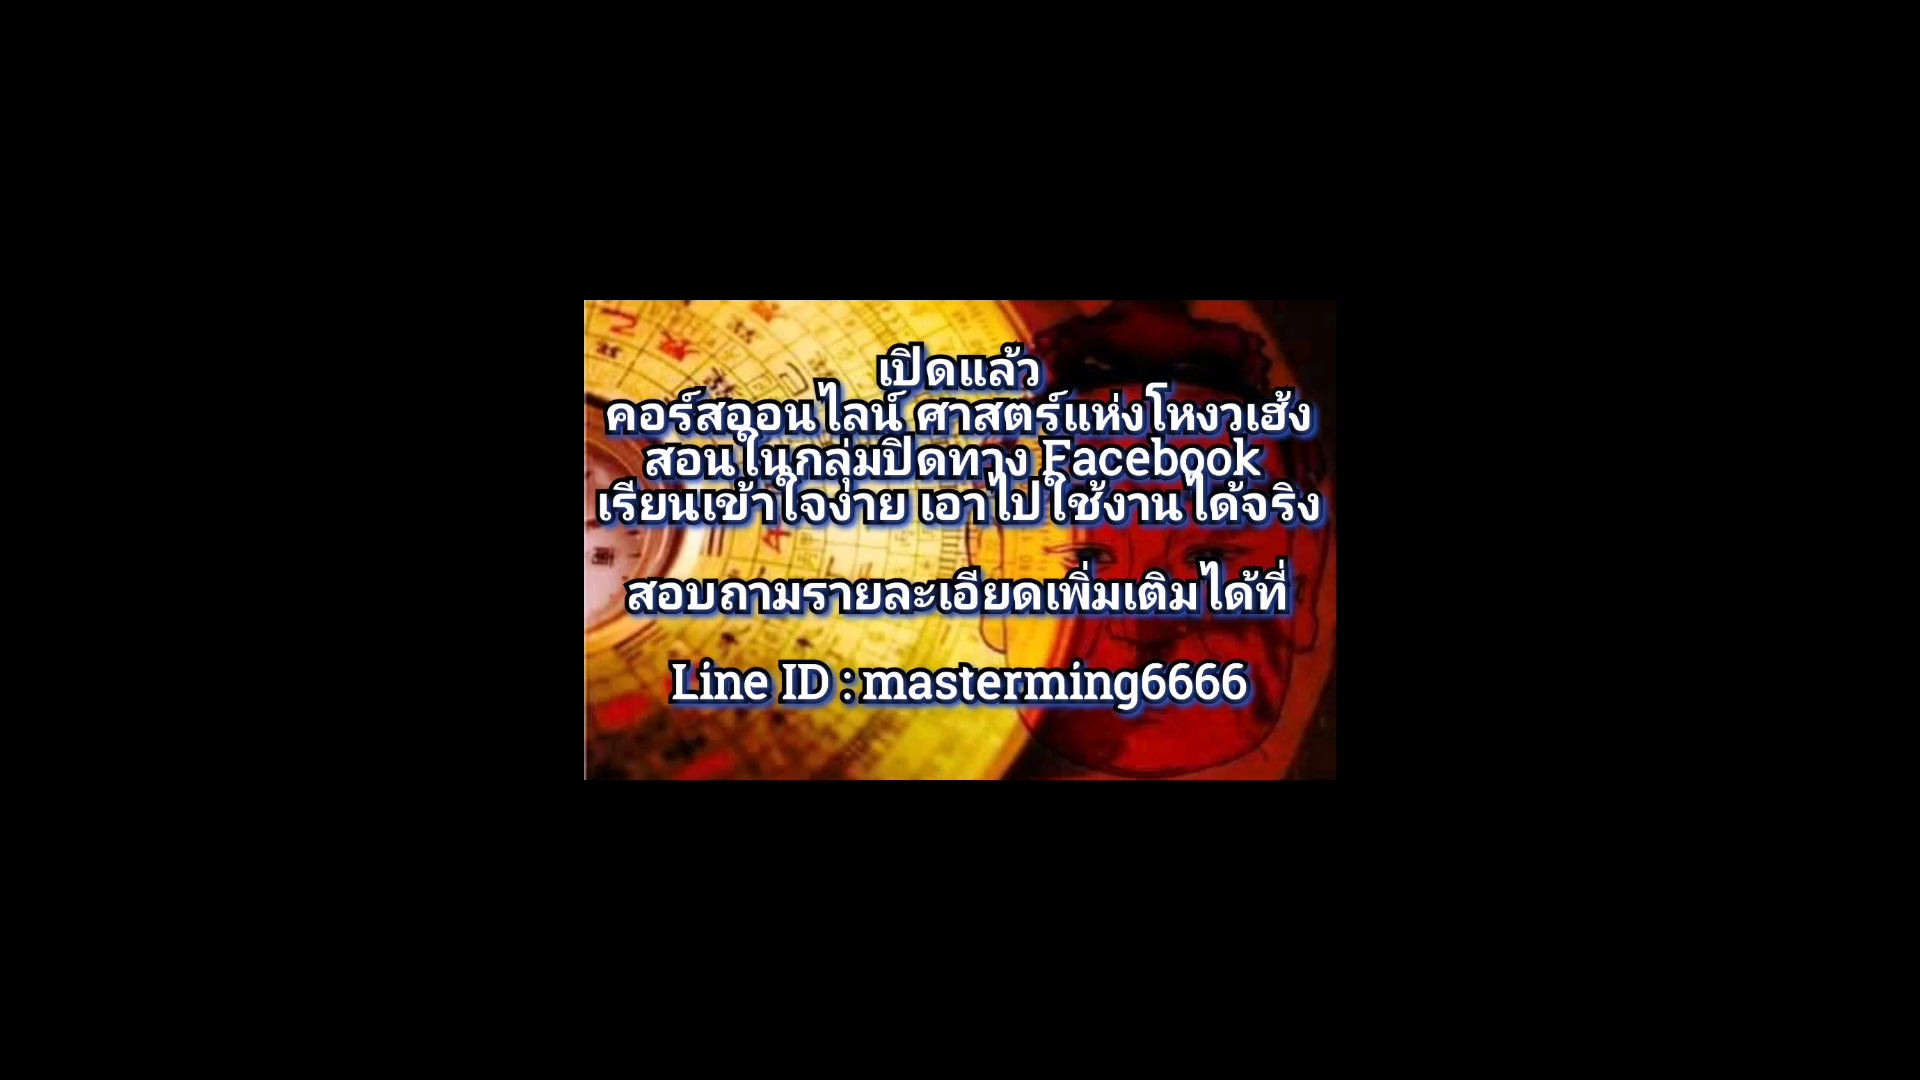 เปิดแล้ว
คอร์สออนไลน์ ศาสตร์แห่งโหงวเฮ้ง
สอนในกลุ่มปิดทาง Facebook
เรียนเข้าใจง่าย เอาไปใช้งานได้จริง
สอบถามรายละเอียดเพิ่มเติมได้ที่
Line ID : masterming6666